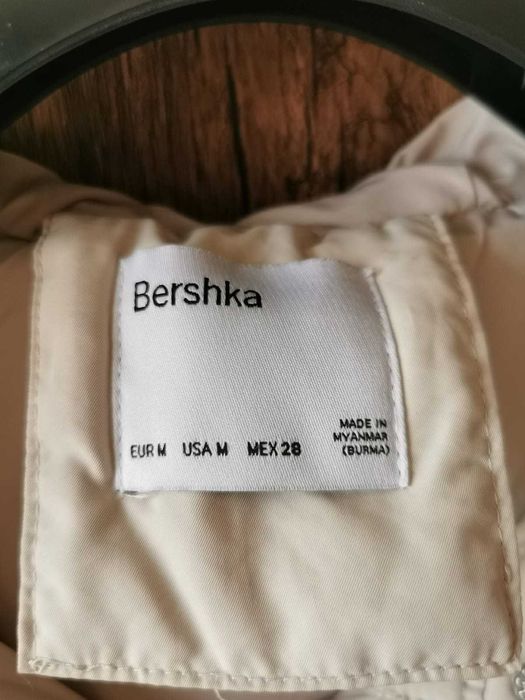 Bershka
EUR M USA M MEX 28
MADE IN
MYANMAR
(BURMA)